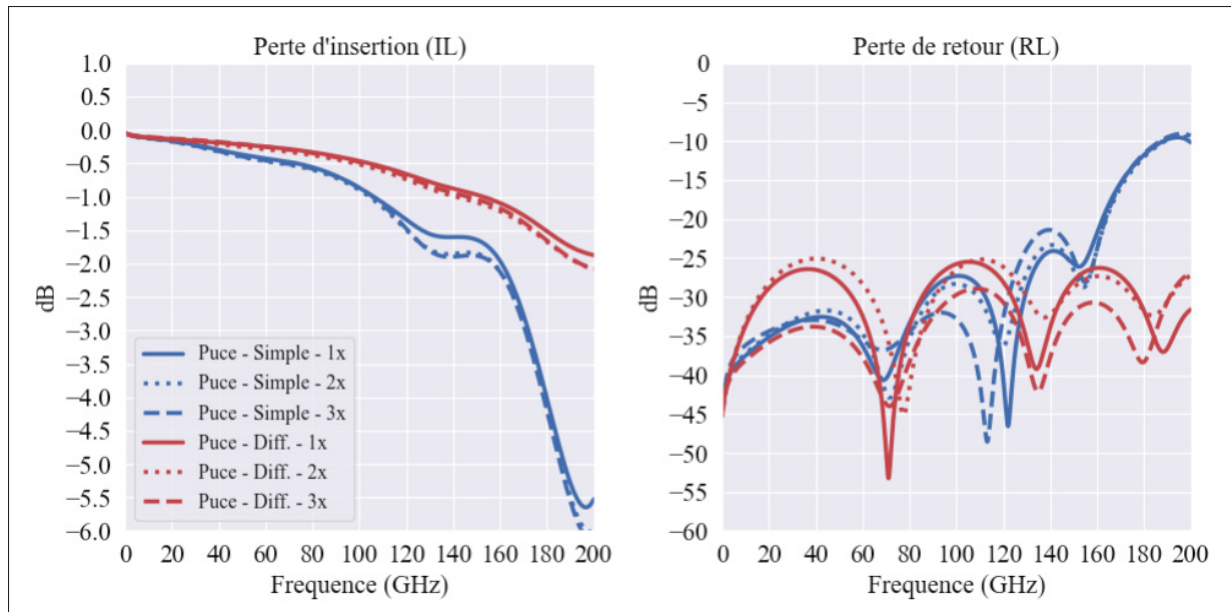 Perte d'insertion (IL)
1.0
0.5
0.0
−0.5
−1.0
−1.5
−2.0
−2.5
−3.0
−3.5
−4.0
−4.5
−5.0
−5.5
−6.0
dB
Puce - Simple - 1x
Puce - Simple - 2x
Puce - Simple - 3x
Puce - Diff. - 1x
Puce - Diff. - 2x
Puce - Diff. - 3x
0 20 40 60 80 100 120 140 160 180 200
Frequence (GHz)
Perte de retour (RL)
0
−5
−10
−15
−20
−25
−30
−35
−40
−45
−50
−55
−60
dB
0 20 40 60 80 100 120 140 160 180 200
Frequence (GHz)